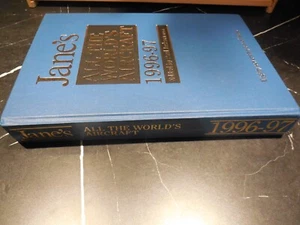 Jane's
ALL THE
WORLD'S
AIRCRAFT
1996-97
Jane's
ALL THE WORLD'S
AIRCRAFT
1996-97